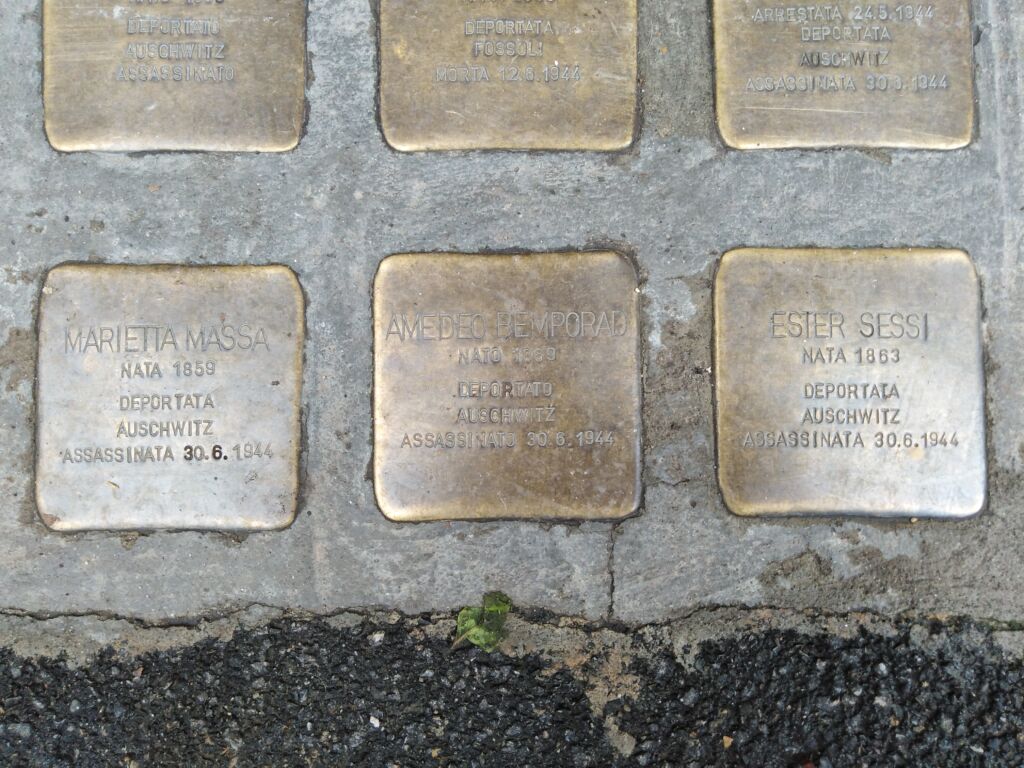 DEPORTATO
AUSCHWITZ
ASSASSINATO
DEPORTATA
FOSSOLI
MORTA 12.6.1944
ARRESTATA 24.5.1944
DEPORTATA
AUSCHWITZ
ASSASSINATA 30.6.1944
MARIETTA MASSA
NATA 1859
DEPORTATA
AUSCHWITZ
ASSASSINATA 30.6.1944
AMEDEO BEMPORAD
NATO 1869
DEPORTATO
AUSCHWITZ
ASSASSINATO 30.6.1944
ESTER SESSI
NATA 1863
DEPORTATA
AUSCHWITZ
ASSASSINATA 30.6.1944